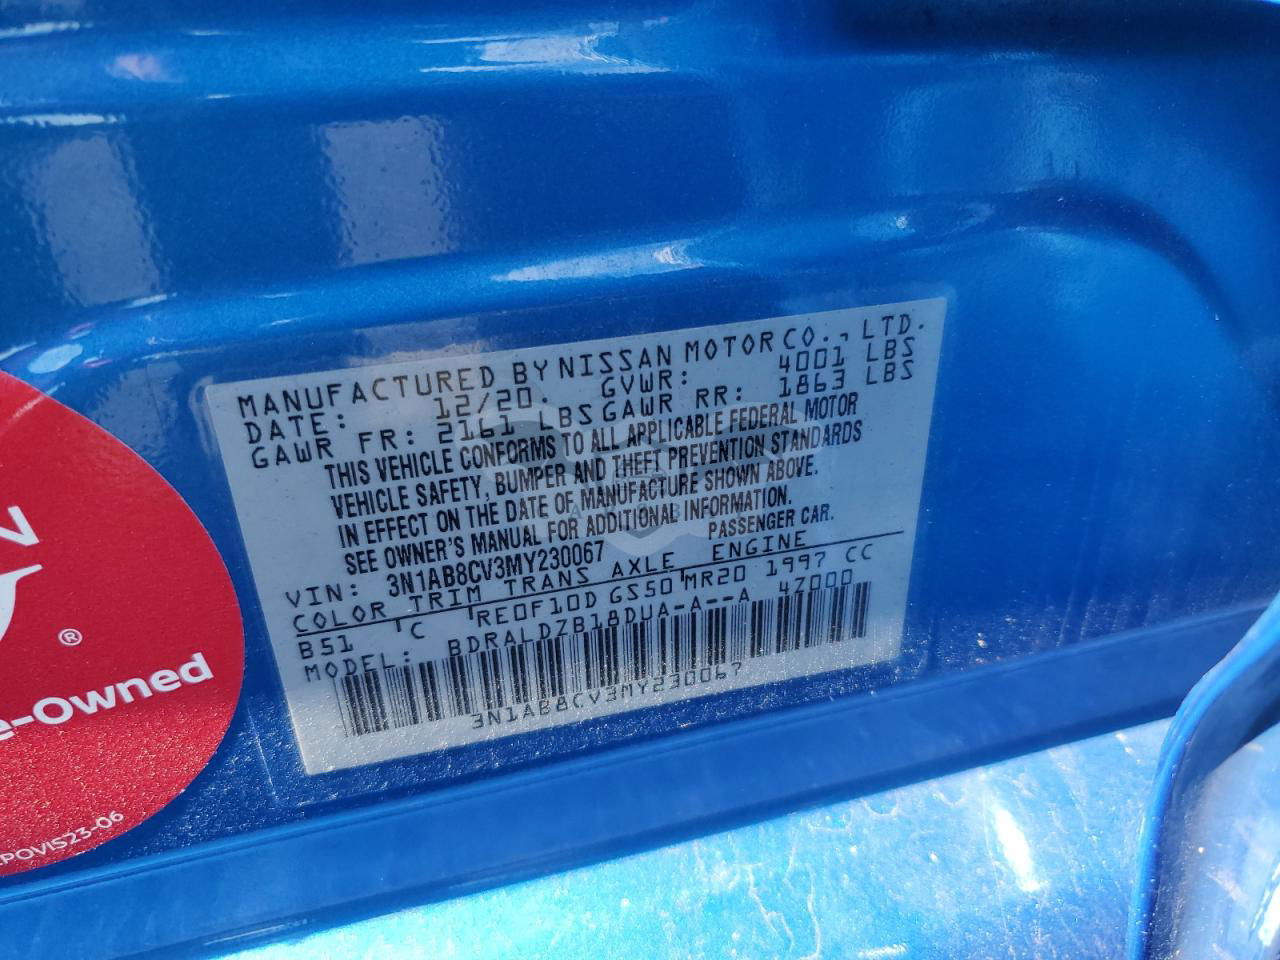 MANUFACTURED BY NISSAN MOTOR CO., LTD.
DATE: 12/20 GVWR: 4001 LBS
GAWR FR: 2161 LBS GAWR RR: 1863 LBS
THIS VEHICLE CONFORMS TO ALL APPLICABLE FEDERAL MOTOR
VEHICLE SAFETY, BUMPER AND THEFT PREVENTION STANDARDS
IN EFFECT ON THE DATE OF MANUFACTURE SHOWN ABOVE.
SEE OWNER'S MANUAL FOR ADDITIONAL INFORMATION.
VIN: 3N1AB8CV3MY230067 PASSENGER CAR.
COLOR TRIM TRANS AXLE ENGINE
B51 C RE0F10D GS50 MR20 1997 CC
MODEL: BDRALDZB18DUA-A--A 4Z000
3N1AB8CV3MY230067
N
®
e-Owned
POVIS23-06